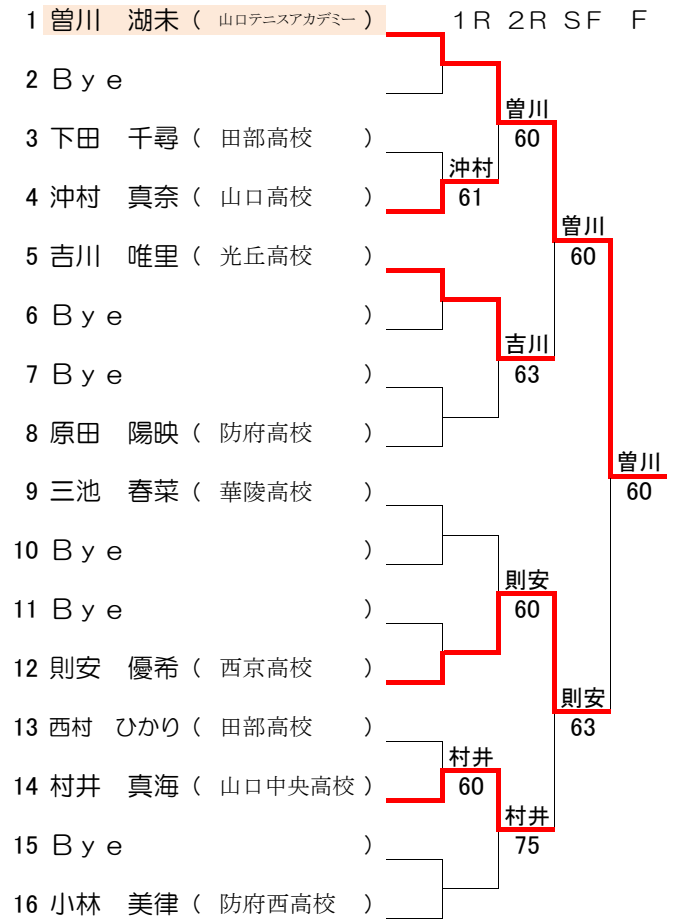 1 曽川 湖未 ( 山口テニスアカデミー ) 1R 2R SF F
2 Bye
曽川
3 下田 千尋 ( 田部高校 ) 60
沖村
4 沖村 真奈 ( 山口高校 ) 61
曽川
5 吉川 唯里 ( 光丘高校 ) 60
6 Bye )
吉川
7 Bye ) 63
8 原田 陽映 ( 防府高校 )
曽川
9 三池 春菜 ( 華陵高校 ) 60
10 Bye )
則安
11 Bye ) 60
12 則安 優希 ( 西京高校 )
則安
13 西村 ひかり ( 田部高校 ) 63
村井
14 村井 真海 ( 山口中央高校 ) 60
村井
15 Bye ) 75
16 小林 美律 ( 防府西高校 )